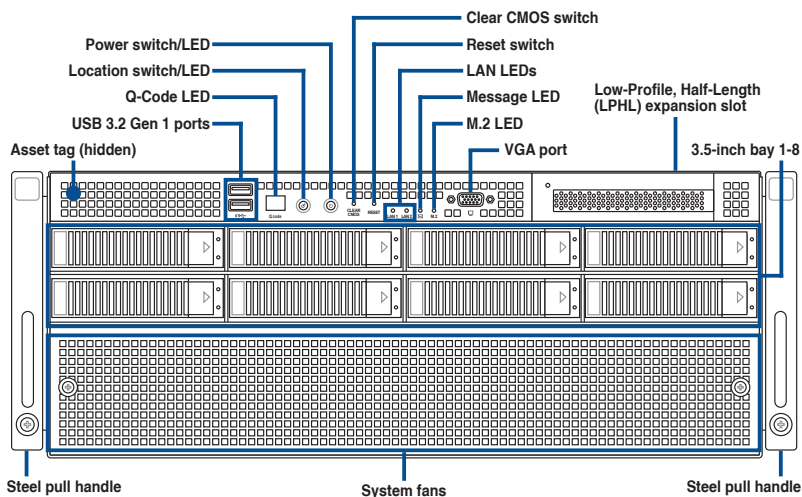 Clear CMOS switch
Power switch/LED
Reset switch
Location switch/LED
LAN LEDs
Q-Code LED
Message LED
Low-Profile, Half-Length
(LPHL) expansion slot
USB 3.2 Gen 1 ports
M.2 LED
Asset tag (hidden)
VGA port
3.5-inch bay 1-8
Qcode
CLEAR
CMOS
RESET
LAN1
LAN2
M.2
Steel pull handle
System fans
Steel pull handle